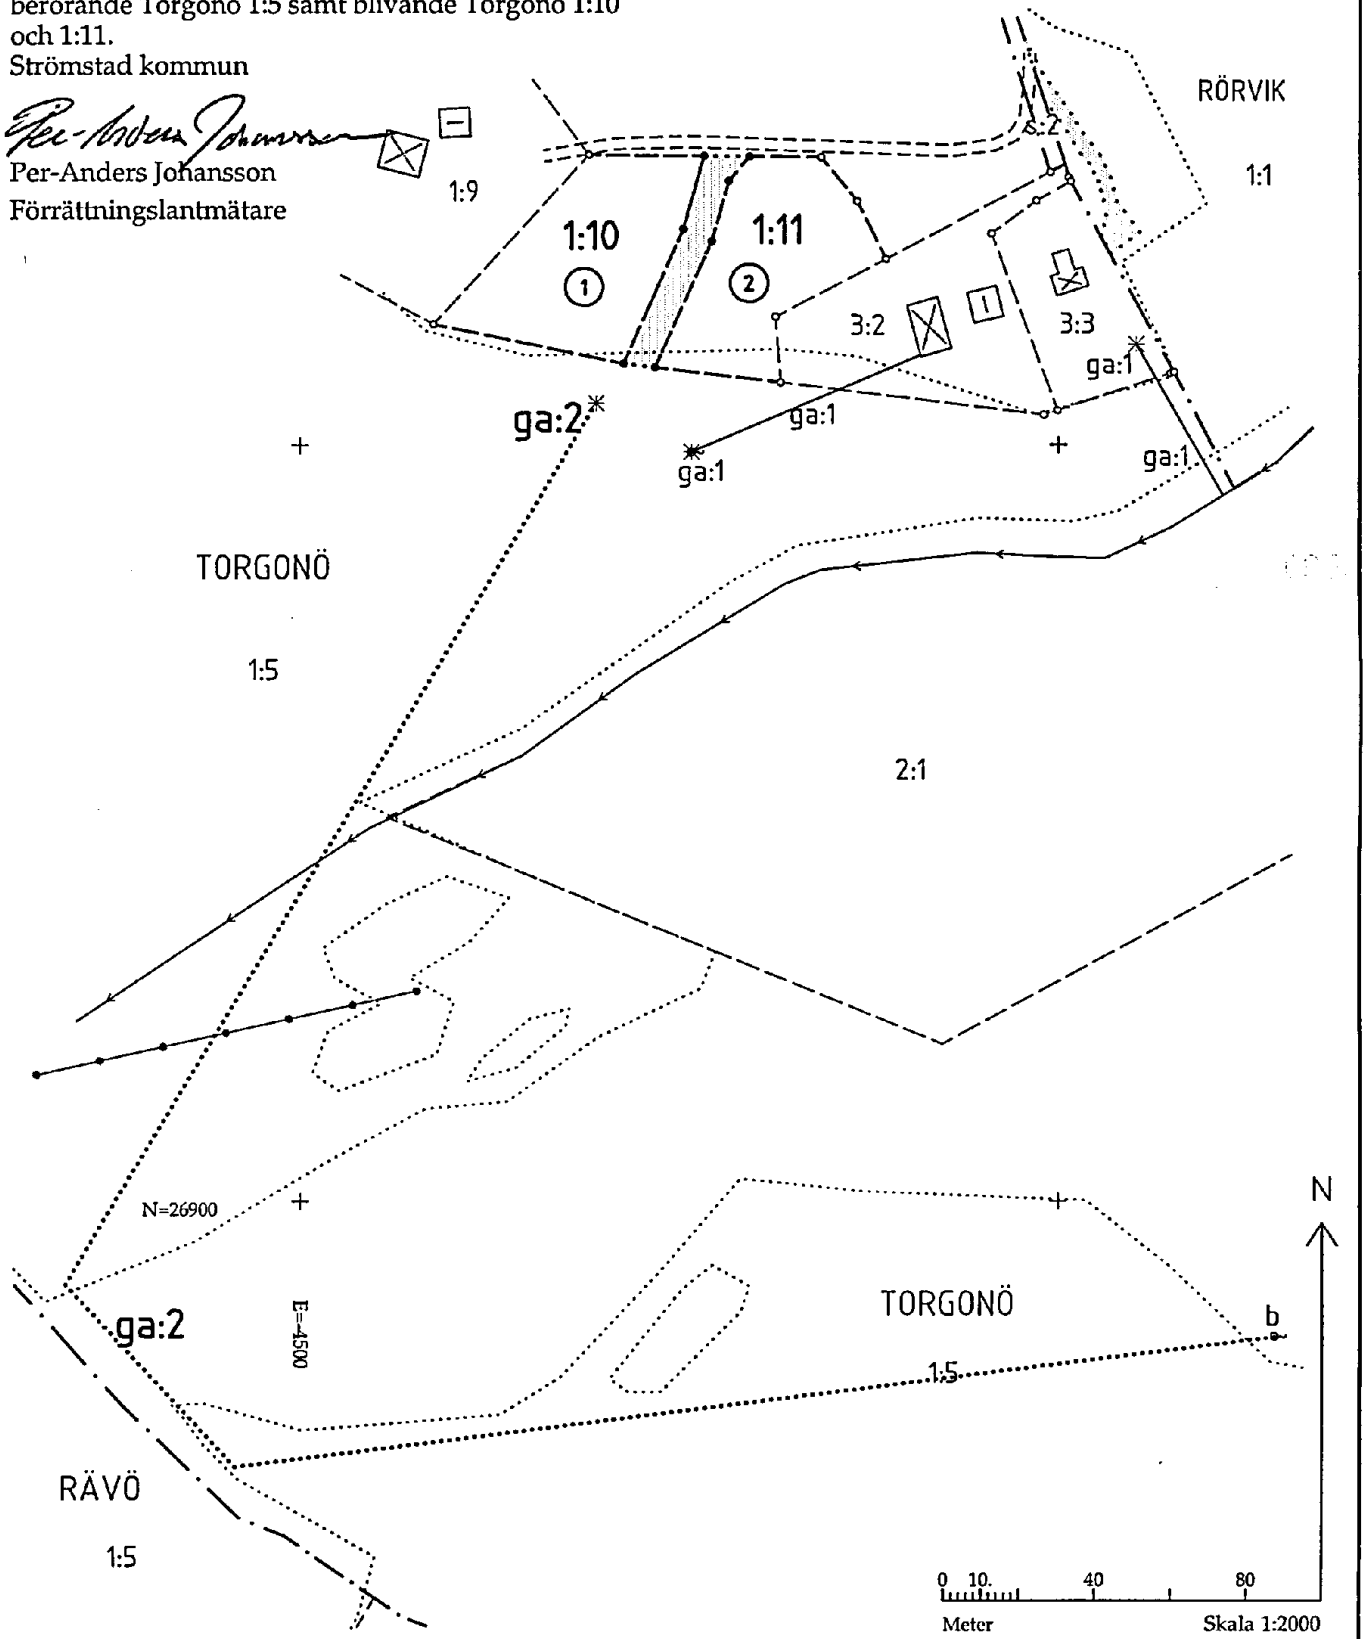 berörande Torgonö 1:5 samt blivande Torgonö 1:10
och 1:11.
Strömstad kommun
Per-Anders Johansson
Per-Anders Johansson
Förrättningslantmätare
1:9
RÖRVIK
1:1
s:2
1:10
1:11
1
2
3:2
3:3
ga:1
ga:2
ga:1
ga:1
ga:1
TORGONÖ
1:5
2:1
N=26900
E=-4500
N
ga:2
TORGONÖ
b
1:5
RÄVÖ
1:5
0 10. 40 80
Meter Skala 1:2000